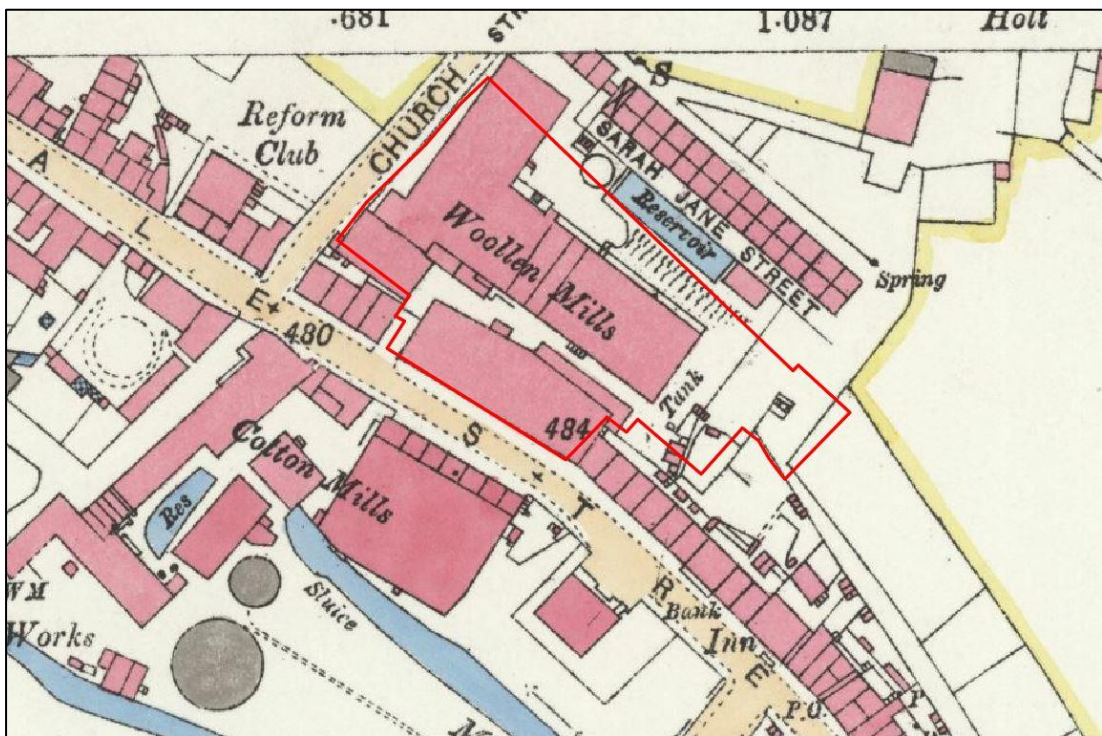 ·681
1·087
Holt
STR
S
Reform
Club
CHURCH
SARAH JANE STREET
Reservoir
Woollen Mills
Spring
A L E
480
Tank
484
S T R E
Cotton Mills
Res
Sluice
W M
Works
Bank
Inn
P.O.
P
M